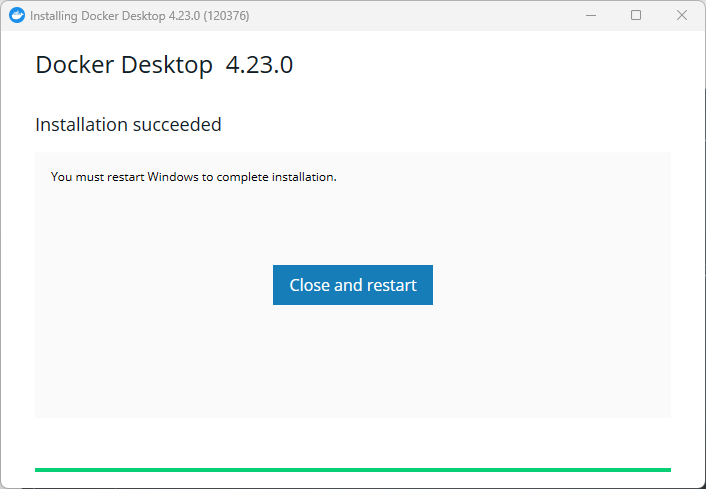 Installing Docker Desktop 4.23.0 (120376)
Docker Desktop 4.23.0
Installation succeeded
You must restart Windows to complete installation.
Close and restart